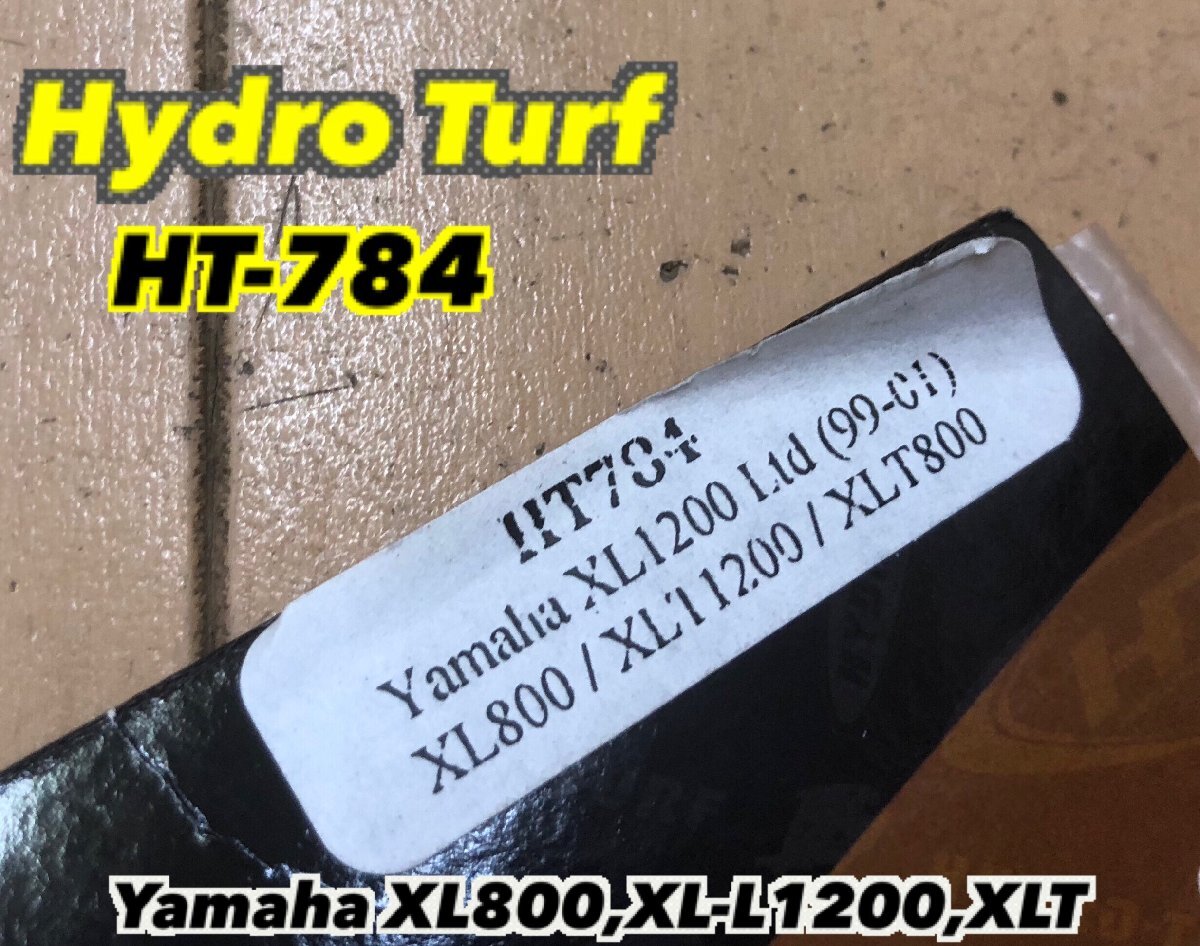 Hydro Turf
HT-784
HT784
Yamaha XL1200 Ltd (99-01)
XL800 / XLT1200 / XLT800
Yamaha XL800,XL-L1200,XLT